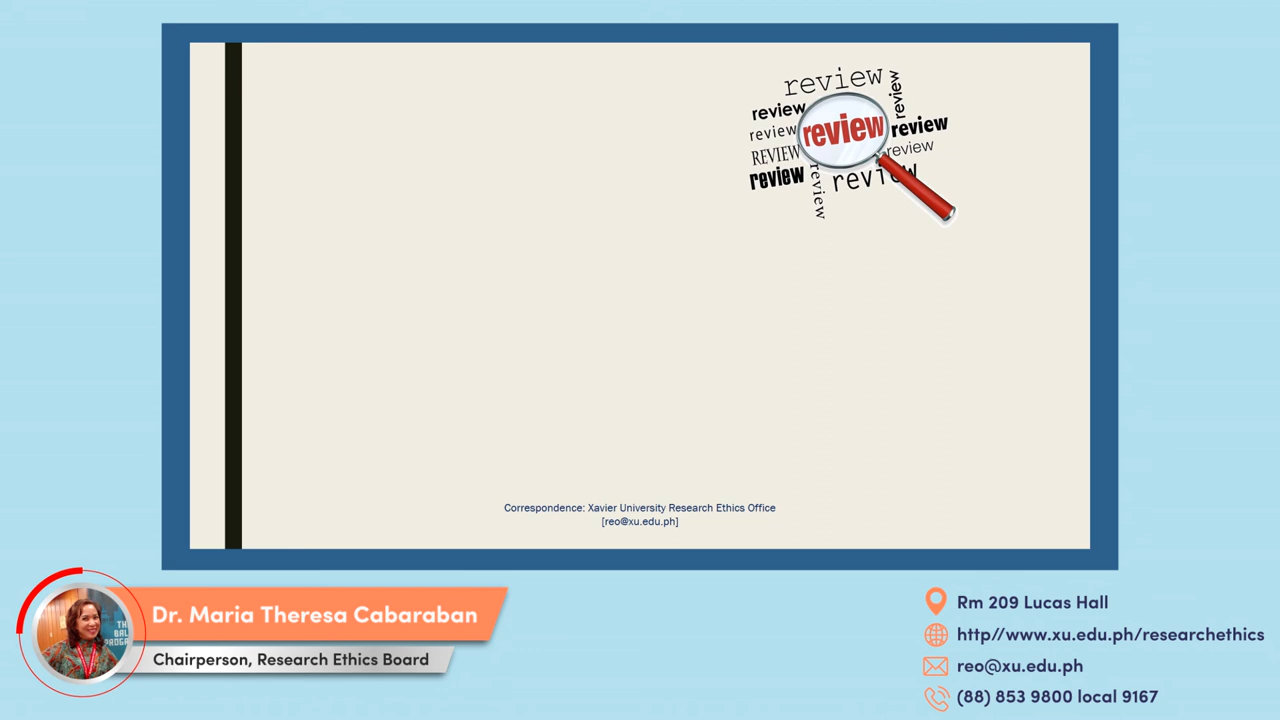 review
review
review
review
review
review
REVIEW
review
review
review
review
review
Correspondence: Xavier University Research Ethics Office
[reo@xu.edu.ph]
Dr. Maria Theresa Cabaraban
Chairperson, Research Ethics Board
Rm 209 Lucas Hall
http//www.xu.edu.ph/researchethics
reo@xu.edu.ph
(88) 853 9800 local 9167